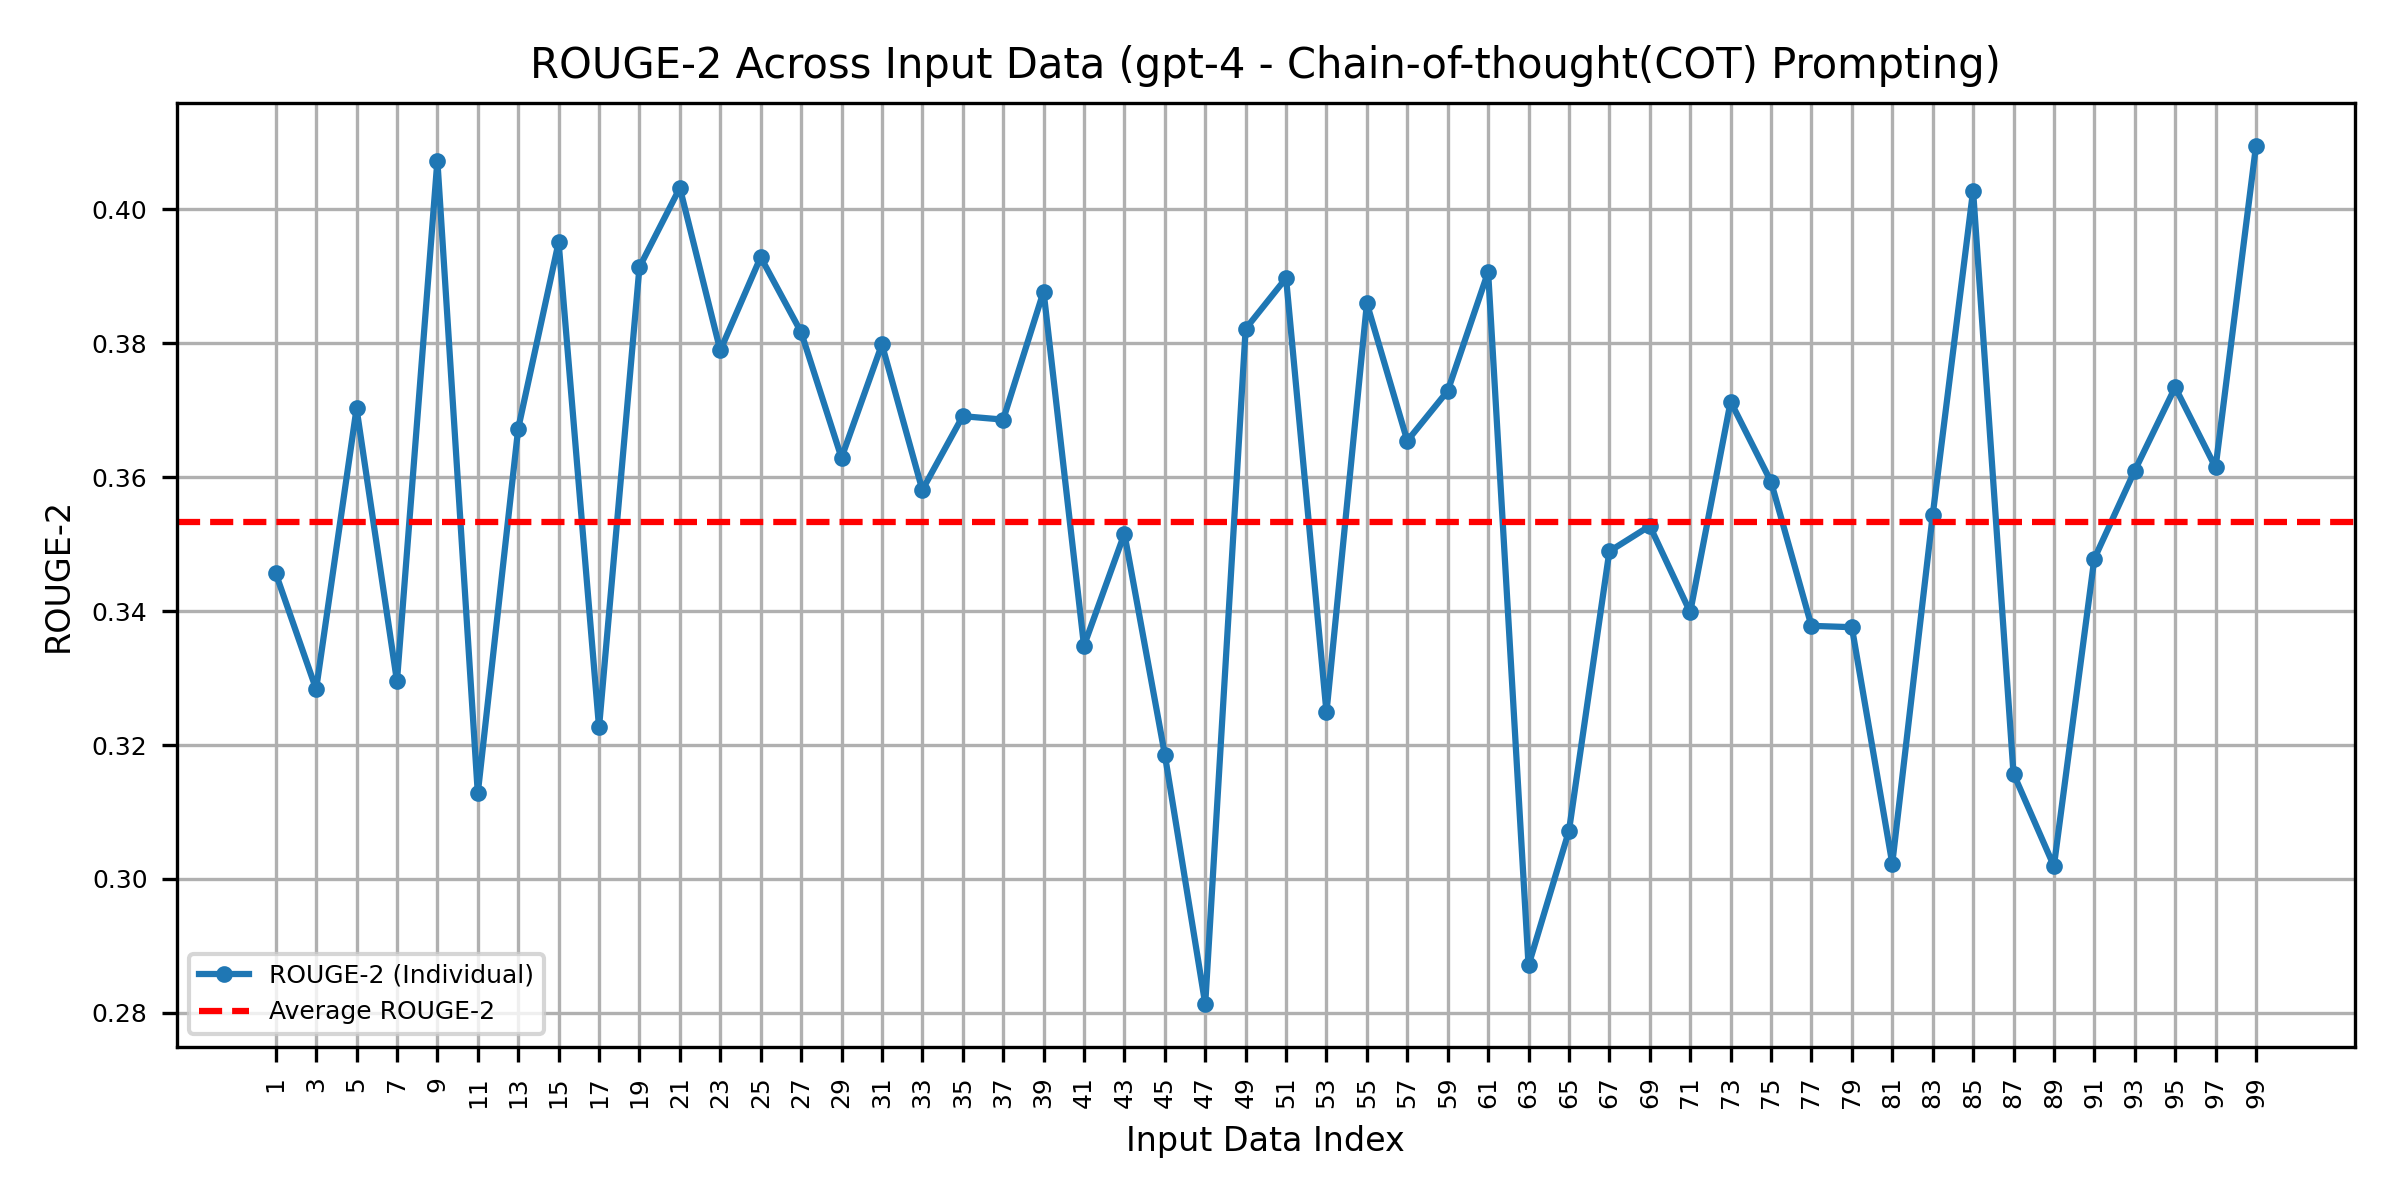 ROUGE-2 Across Input Data (gpt-4 - Chain-of-thought(COT) Prompting)
ROUGE-2
0.40
0.38
0.36
0.34
0.32
0.30
0.28
ROUGE-2 (Individual)
Average ROUGE-2
1 3 5 7 9 11 13 15 17 19 21 23 25 27 29 31 33 35 37 39 41 43 45 47 49 51 53 55 57 59 61 63 65 67 69 71 73 75 77 79 81 83 85 87 89 91 93 95 97 99
Input Data Index